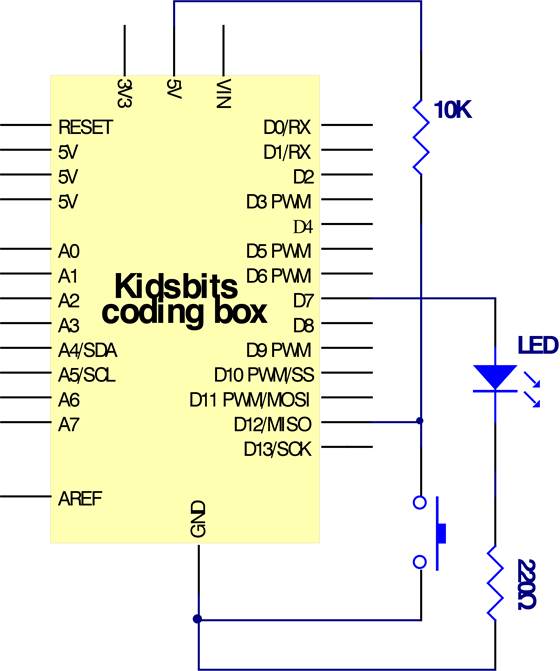 3V3
5V
VIN
10K
RESET
5V
5V
5V
A0
A1
A2
A3
A4/SDA
A5/SCL
A6
A7
AREF
Kidsbits
coding box
D0/RX
D1/RX
D2
D3 PWM
D4
D5 PWM
D6 PWM
D7
D8
D9 PWM
D10 PWM/SS
D11 PWM/MOSI
D12/MISO
D13/SCK
GND
LED
220Ω